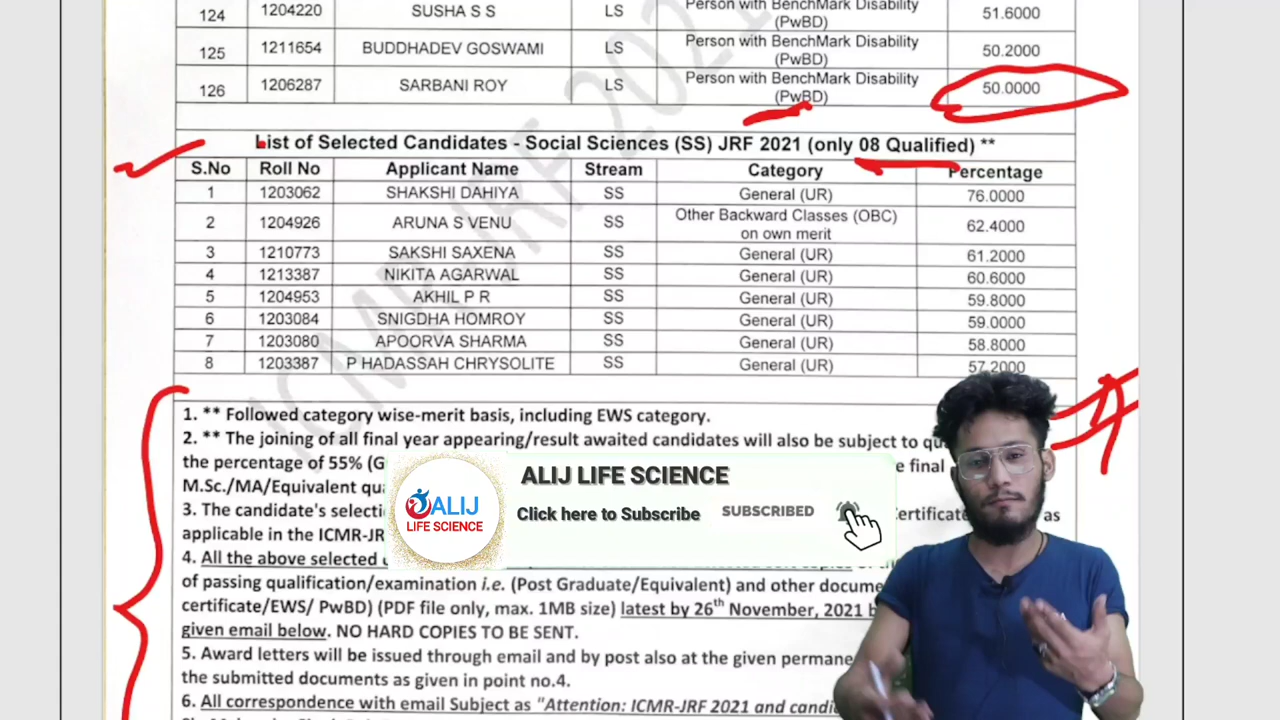 124 1204220 SUSHA S S LS Person with BenchMark Disability (PwBD) 51.6000
125 1211654 BUDDHADEV GOSWAMI LS Person with BenchMark Disability (PwBD) 50.2000
126 1206287 SARBANI ROY LS Person with BenchMark Disability (PwBD) 50.0000
List of Selected Candidates - Social Sciences (SS) JRF 2021 (only 08 Qualified) **
S.No Roll No Applicant Name Stream Category Percentage
1 1203062 SHAKSHI DAHIYA SS General (UR) 76.0000
2 1204926 ARUNA S VENU SS Other Backward Classes (OBC) on own merit 62.4000
3 1210773 SAKSHI SAXENA SS General (UR) 61.2000
4 1213387 NIKITA AGARWAL SS General (UR) 60.6000
5 1204953 AKHIL P R SS General (UR) 59.8000
6 1203084 SNIGDHA HOMROY SS General (UR) 59.0000
7 1203080 APOORVA SHARMA SS General (UR) 58.8000
8 1203387 P HADASSAH CHRYSOLITE SS General (UR) 57.2000
1. ** Followed category wise-merit basis, including EWS category.
2. ** The joining of all final year appearing/result awaited candidates will also be subject to
the percentage of 55% final
M.Sc./MA/Equivalent
3. The candidate's as
applicable in the
4. All the above selected
of passing qualification/examination i.e. (Post Graduate/Equivalent) and other
certificate/EWS/ PwBD) (PDF file only, max. 1MB size) latest by 26th November, 2021
given email below. NO HARD COPIES TO BE SENT.
5. Award letters will be issued through email and by post also at the given
the submitted documents as given in point no.4.
6. All correspondence with email Subject as "Attention: ICMR-JRF 2021 and
ALIJ LIFE SCIENCE
Click here to Subscribe SUBSCRIBED
ALIJ
LIFE SCIENCE
ICMR JRF 2021